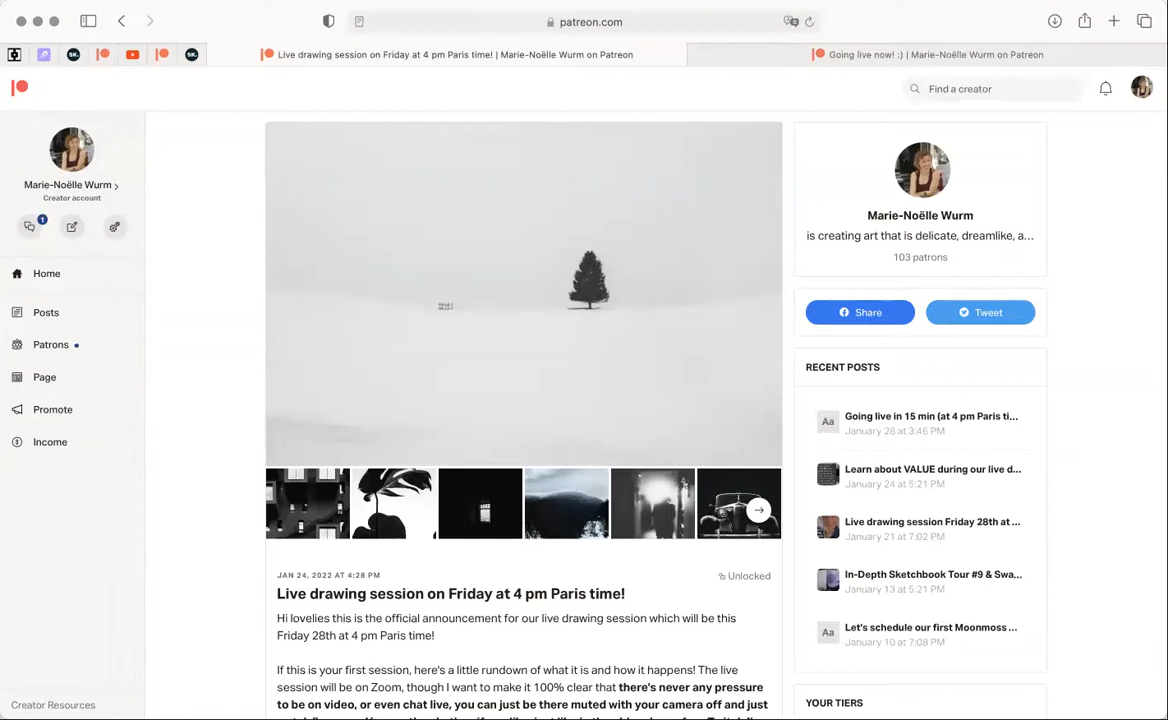 patreon.com
Live drawing session on Friday at 4 pm Paris time! | Marie-Noëlle Wurm on Patreon
Going live now! :) | Marie-Noëlle Wurm on Patreon
SK.
SK.
Find a creator
Marie-Noëlle Wurm
Creator account
1
Home
Posts
Patrons
Page
Promote
Income
Creator Resources
JAN 24, 2022 AT 4:28 PM
Unlocked
Live drawing session on Friday at 4 pm Paris time!
Hi lovelies this is the official announcement for our live drawing session which will be this
Friday 28th at 4 pm Paris time!
If this is your first session, here's a little rundown of what it is and how it happens! The live
session will be on Zoom, though I want to make it 100% clear that there's never any pressure
to be on video, or even chat live, you can just be there muted with your camera off and just
Marie-Noëlle Wurm
is creating art that is delicate, dreamlike, a...
103 patrons
Share
Tweet
RECENT POSTS
Aa
Going live in 15 min (at 4 pm Paris ti...
January 28 at 3:46 PM
Learn about VALUE during our live d...
January 24 at 5:21 PM
Live drawing session Friday 28th at ...
January 21 at 7:02 PM
In-Depth Sketchbook Tour #9 & Swa...
January 13 at 5:21 PM
Aa
Let's schedule our first Moonmoss ...
January 10 at 7:08 PM
YOUR TIERS